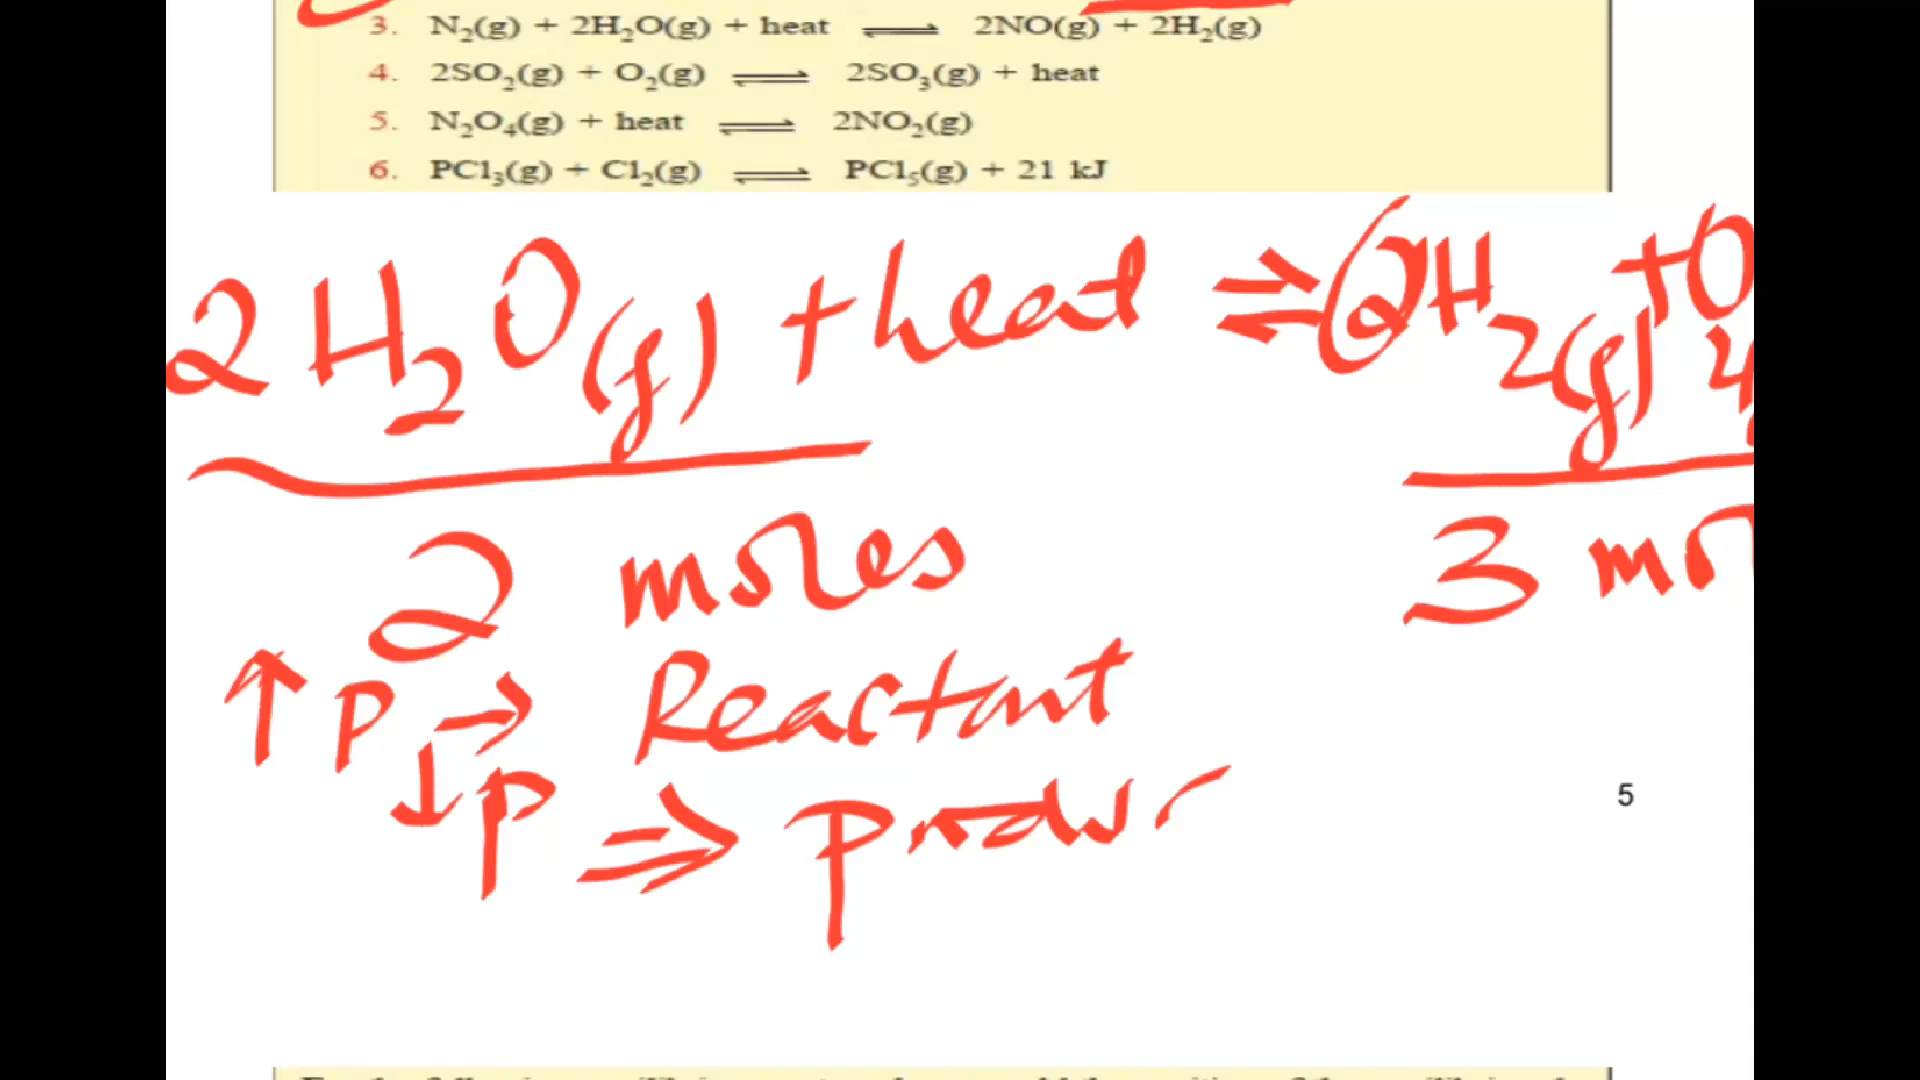 3. N₂(g) + 2H₂O(g) + heat ⇌ 2NO(g) + 2H₂(g)
4. 2SO₂(g) + O₂(g) ⇌ 2SO₃(g) + heat
5. N₂O₄(g) + heat ⇌ 2NO₂(g)
6. PCl₃(g) + Cl₂(g) ⇌ PCl₅(g) + 21 kJ
2H₂O(g) + heat ⇌ 2H₂(g) + O
2 moles 3 mo
↑ P → Reactant
↓ P ⇒ produc
5